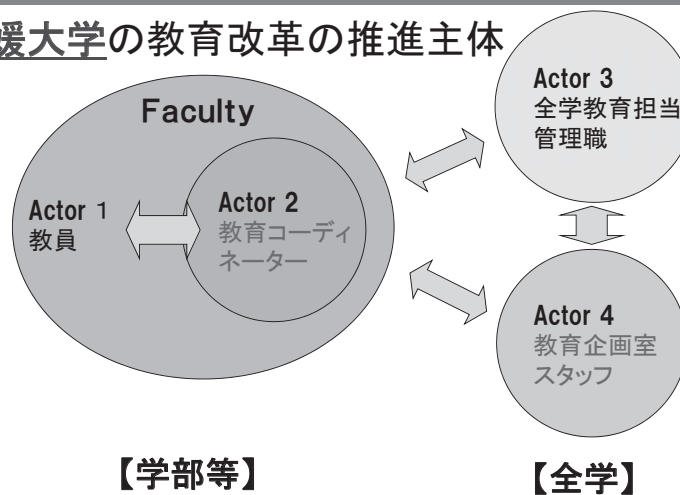 媛大学の教育改革の推進主体
Faculty
Actor 1
教員
Actor 2
教育コーディ
ネーター
Actor 3
全学教育担当
管理職
Actor 4
教育企画室
スタッフ
【学部等】
【全学】